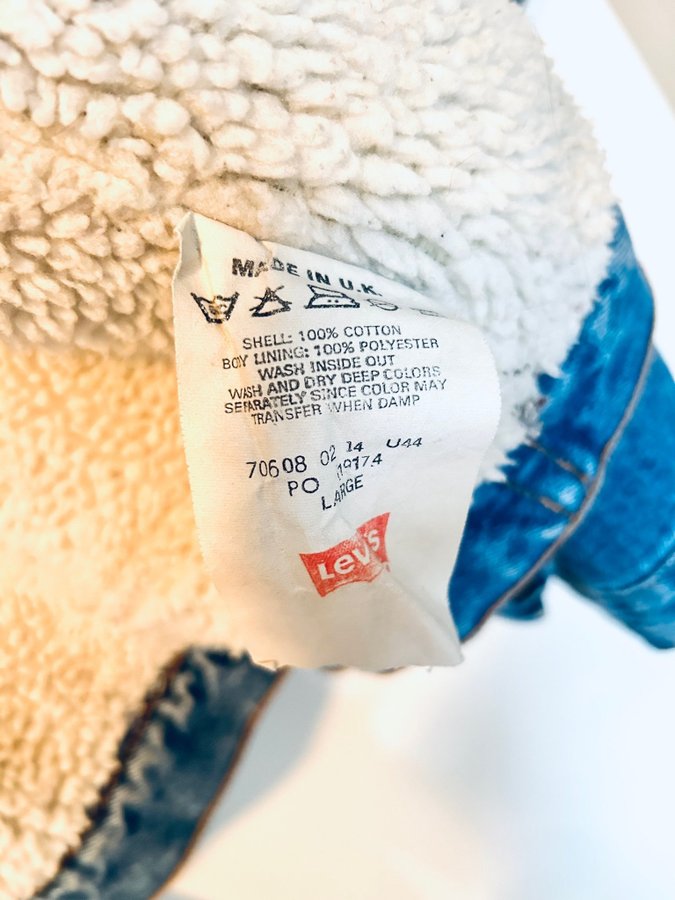 MADE IN U.K.
SHELL: 100% COTTON
BOY LINING: 100% POLYESTER
WASH INSIDE OUT
WASH AND DRY DEEP COLORS
SEPARATELY SINCE COLOR MAY
TRANSFER WHEN DAMP
70608 02 14 U44
PO 19174
LARGE
Levi's